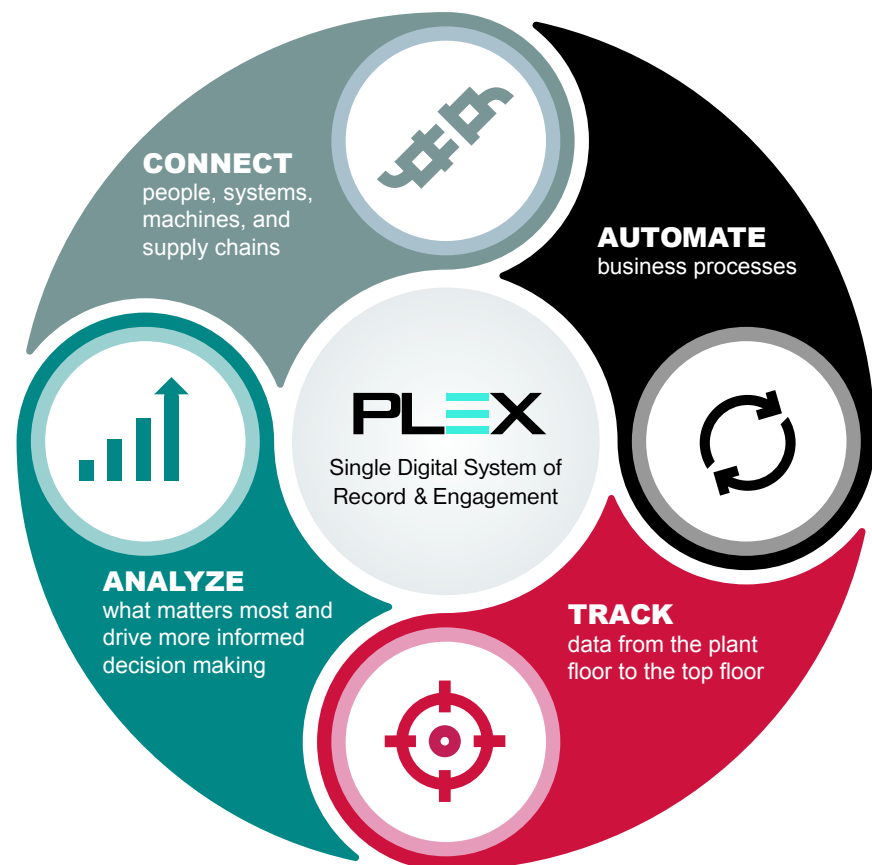 CONNECT
people, systems,
machines, and
supply chains
AUTOMATE
business processes
PLEX
Single Digital System of
Record & Engagement
ANALYZE
what matters most and
drive more informed
decision making
TRACK
data from the plant
floor to the top floor